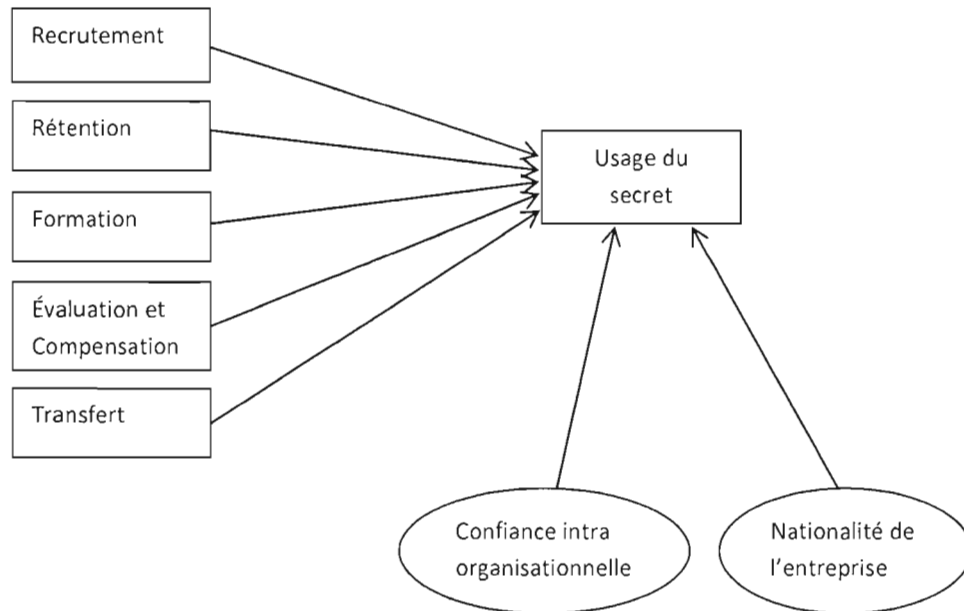 Recrutement
Rétention
Formation
Évaluation et
Compensation
Transfert
Usage du
secret
Confiance intra
organisationnelle
Nationalité de
l'entreprise